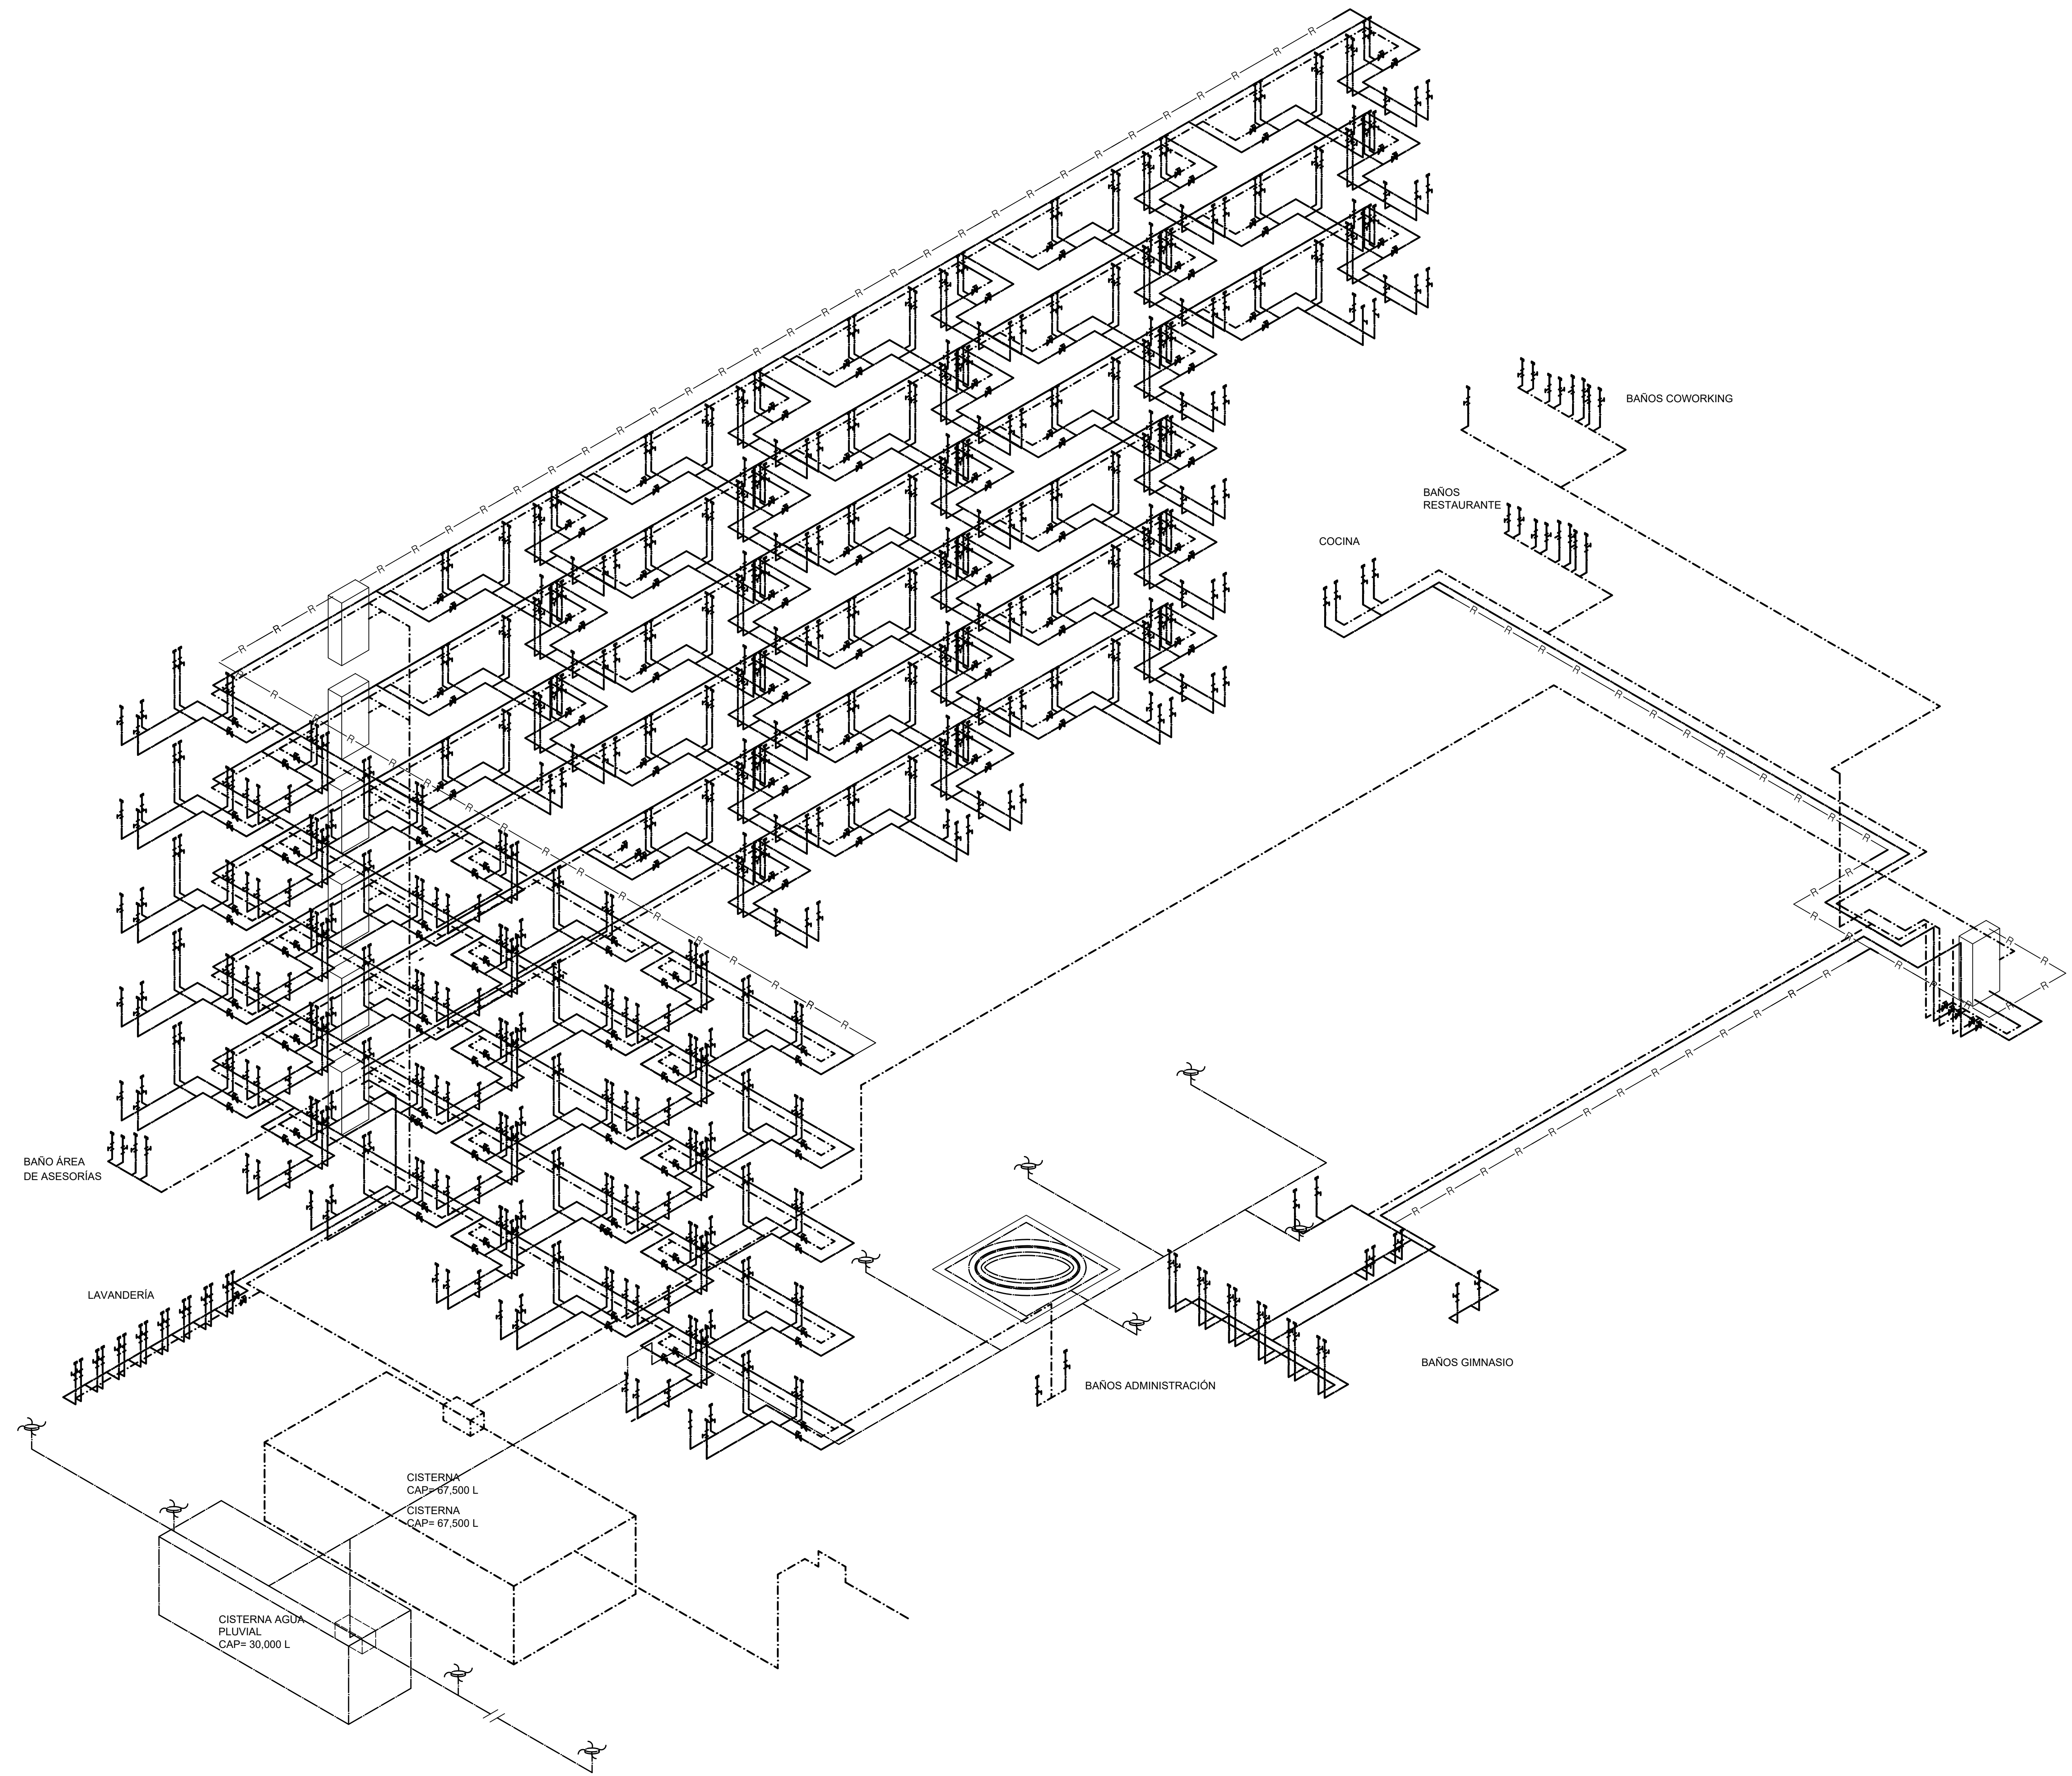 BAÑOS COWORKING
BAÑOS
RESTAURANTE
COCINA
BAÑO ÁREA
DE ASESORÍAS
LAVANDERÍA
BAÑOS GIMNASIO
BAÑOS ADMINISTRACIÓN
CISTERNA
CAP= 67,500 L
CISTERNA
CAP= 67,500 L
CISTERNA AGUA
PLUVIAL
CAP= 30,000 L